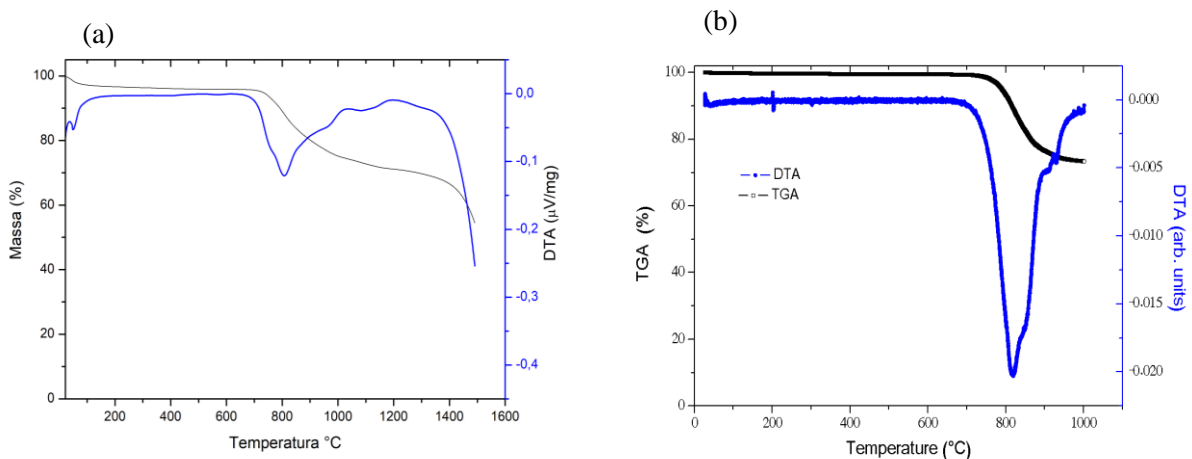 (a)
100
80
60
40
20
0
Massa (%)
200 400 600 800 1000 1200 1400 1600
Temperatura °C
0,0
-0,1
-0,2
-0,3
-0,4
DTA (µV/mg)
(b)
100
80
60
40
20
0
TGA (%)
DTA
TGA
0 200 400 600 800 1000
Temperature (°C)
0.000
-0.005
-0.010
-0.015
-0.020
DTA (arb. units)